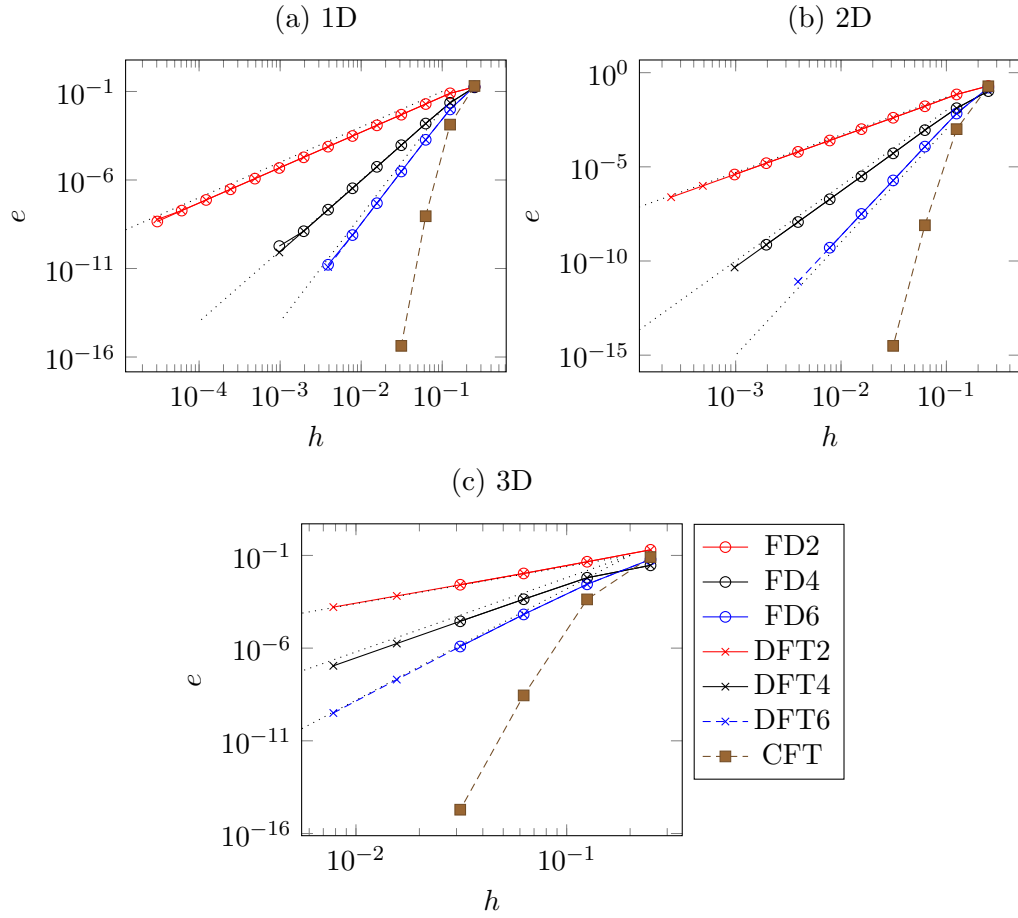 (a) 1D
10^{-1}
10^{-6}
10^{-11}
10^{-16}
e
10^{-4}
10^{-3}
10^{-2}
10^{-1}
h
(b) 2D
10^{0}
10^{-5}
10^{-10}
10^{-15}
e
10^{-3}
10^{-2}
10^{-1}
h
(c) 3D
10^{-1}
10^{-6}
10^{-11}
10^{-16}
e
10^{-2}
10^{-1}
h
FD2
FD4
FD6
DFT2
DFT4
DFT6
CFT